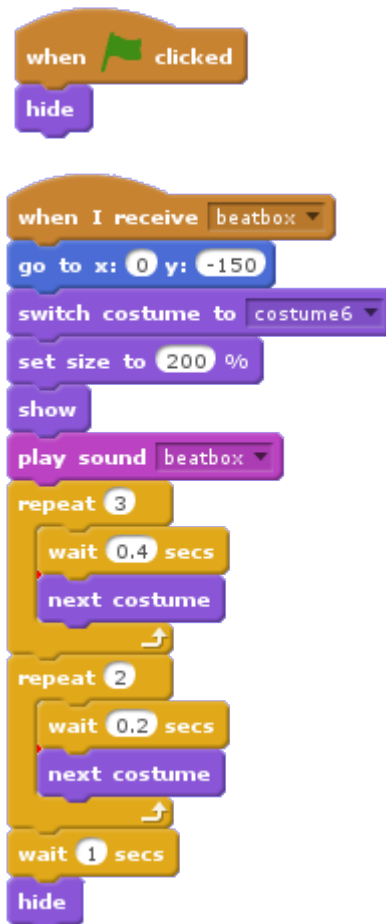 when clicked
hide
when I receive beatbox
go to x: 0 y: -150
switch costume to costume6
set size to 200 %
show
play sound beatbox
repeat 3
wait 0.4 secs
next costume
repeat 2
wait 0.2 secs
next costume
wait 1 secs
hide